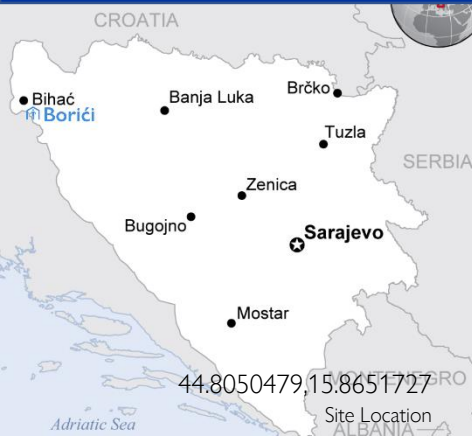 CROATIA
Bihać
Borići
Banja Luka
Brčko
Tuzla
SERBIA
Zenica
Bugojno
Sarajevo
Mostar
44.8050479,15.8651727
MONTENEGRO
Site Location
Adriatic Sea
ALBANIA